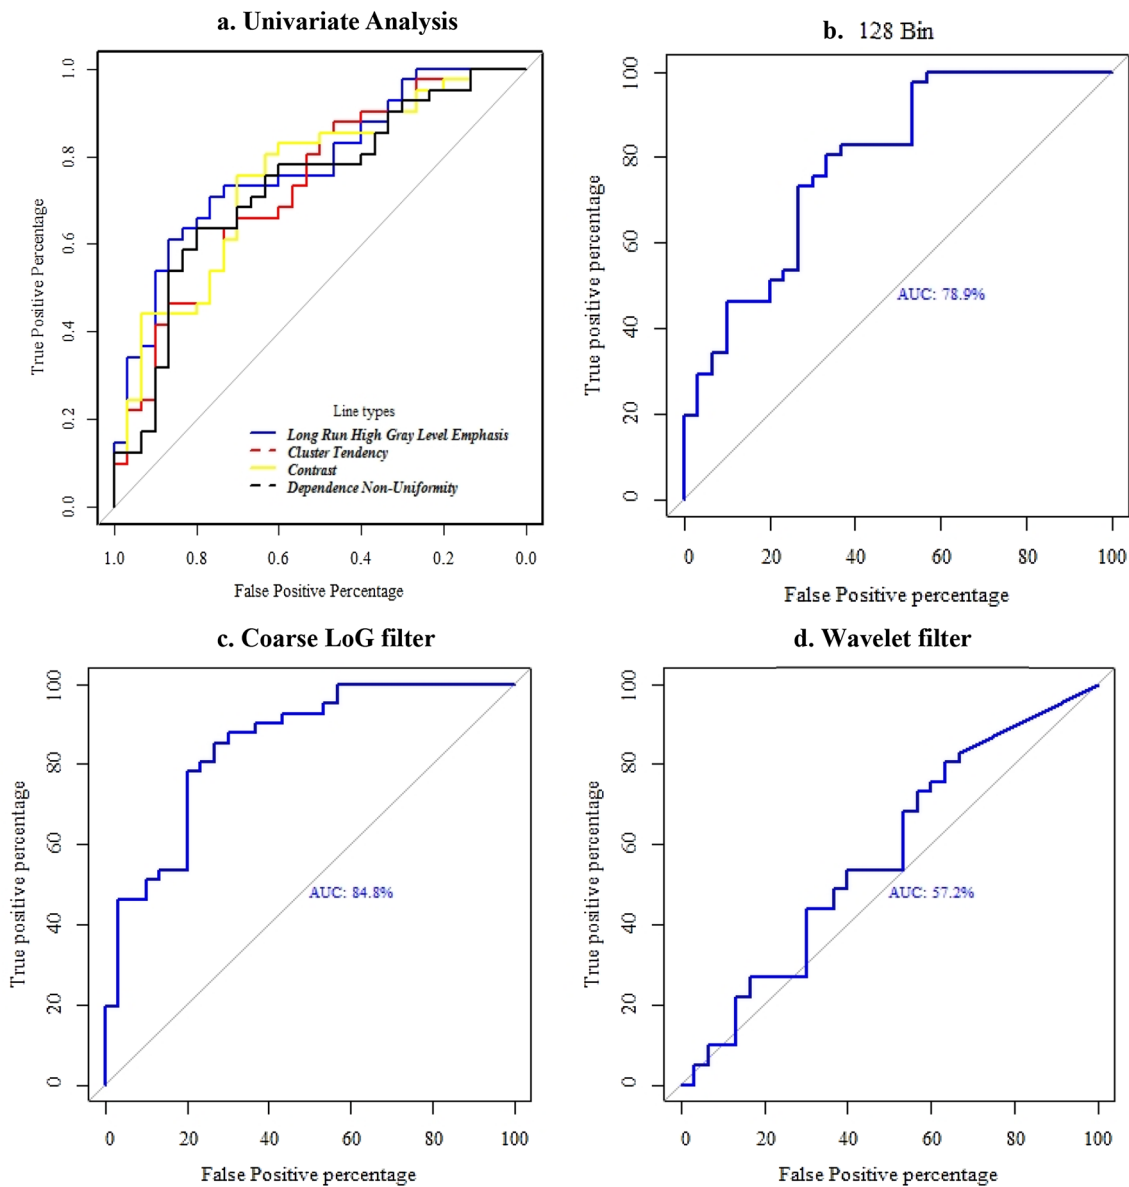 a. Univariate Analysis
True Positive Percentage
1.0
0.8
0.6
0.4
0.2
0.0
Line types
Long Run High Gray Level Emphasis
Cluster Tendency
Contrast
Dependence Non-Uniformity
1.0 0.8 0.6 0.4 0.2 0.0
False Positive Percentage
b. 128 Bin
True positive percentage
100
80
60
40
20
0
AUC: 78.9%
0 20 40 60 80 100
False Positive percentage
c. Coarse LoG filter
True positive percentage
100
80
60
40
20
0
AUC: 84.8%
0 20 40 60 80 100
False Positive percentage
d. Wavelet filter
True positive percentage
100
80
60
40
20
0
AUC: 57.2%
0 20 40 60 80 100
False Positive percentage